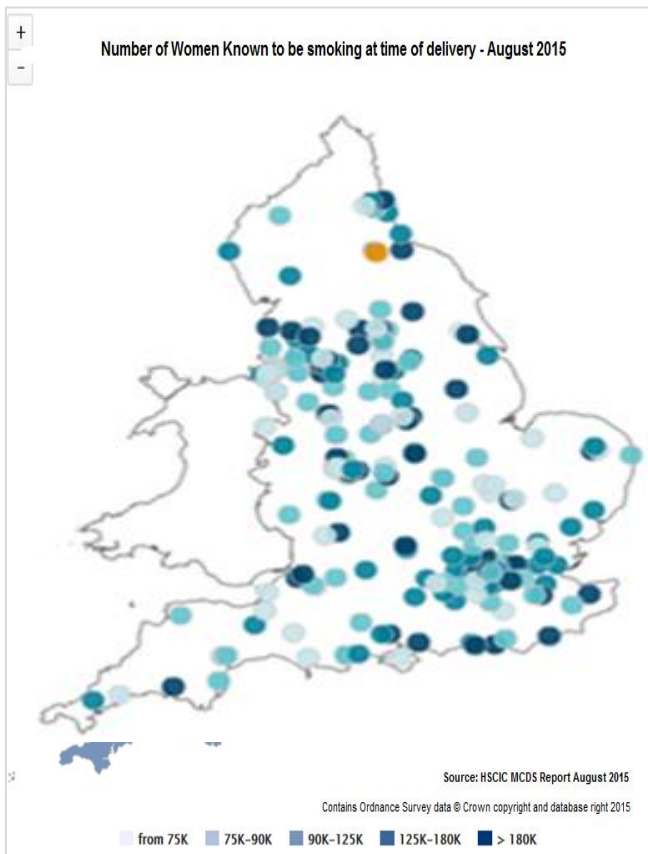 +
Number of Women Known to be smoking at time of delivery - August 2015
-
Source: HSCIC MCDS Report August 2015
Contains Ordnance Survey data © Crown copyright and database right 2015
from 75K 75K-90K 90K-125K 125K-180K > 180K